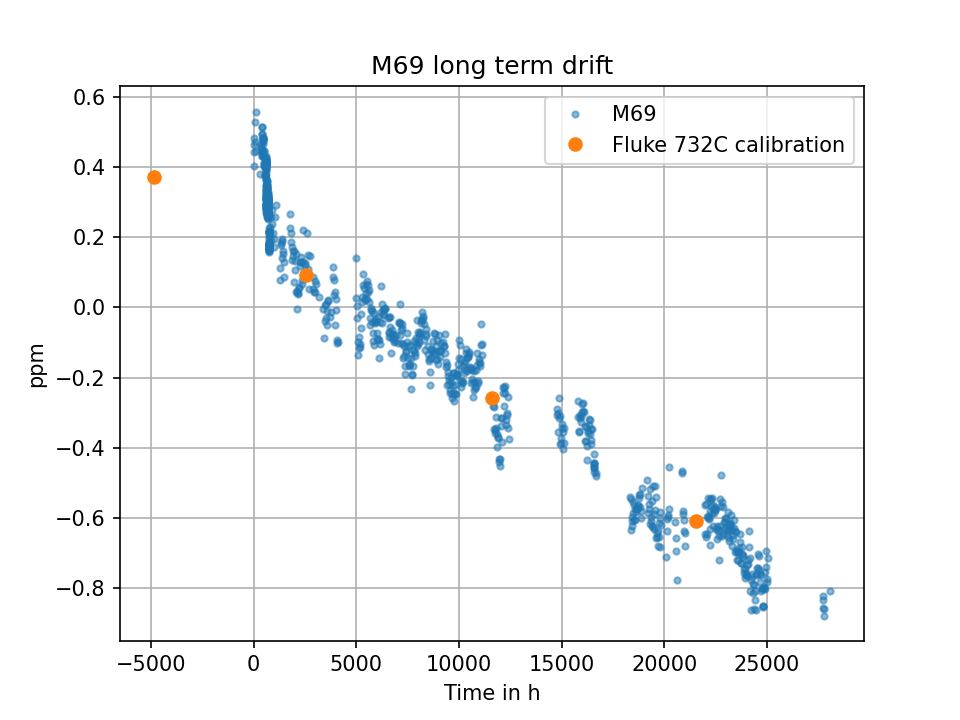 M69 long term drift
M69
Fluke 732C calibration
ppm
0.6
0.4
0.2
0.0
−0.2
−0.4
−0.6
−0.8
−5000 0 5000 10000 15000 20000 25000
Time in h